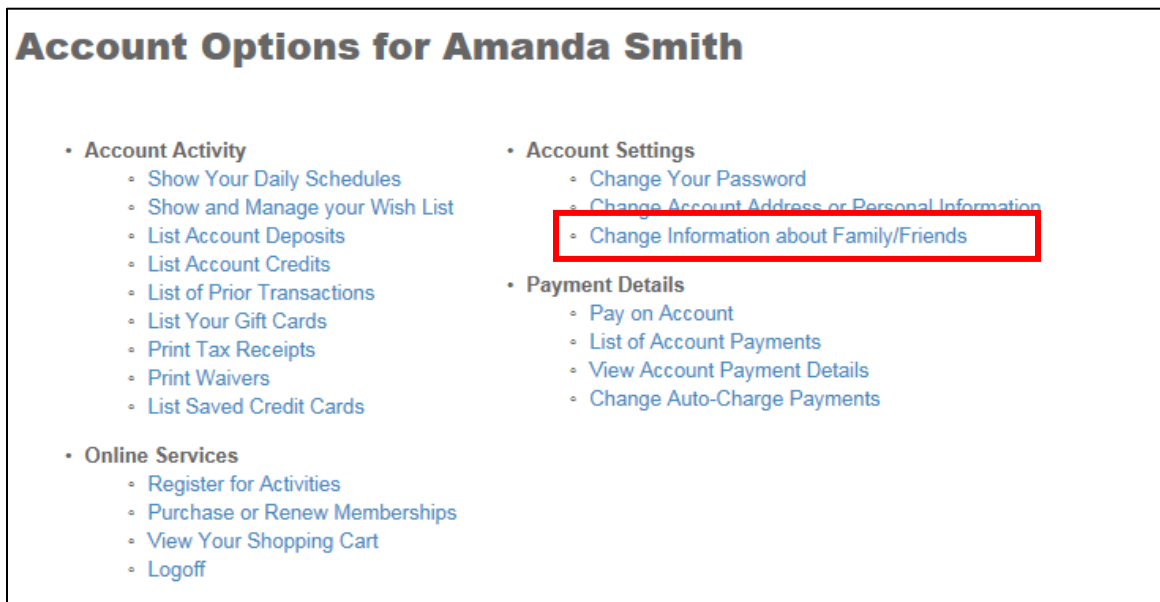 Account Options for Amanda Smith
Account Activity
Show Your Daily Schedules
Show and Manage your Wish List
List Account Deposits
List Account Credits
List of Prior Transactions
List Your Gift Cards
Print Tax Receipts
Print Waivers
List Saved Credit Cards
Online Services
Register for Activities
Purchase or Renew Memberships
View Your Shopping Cart
Logoff
Account Settings
Change Your Password
Change Account Address or Personal Information
Change Information about Family/Friends
Payment Details
Pay on Account
List of Account Payments
View Account Payment Details
Change Auto-Charge Payments